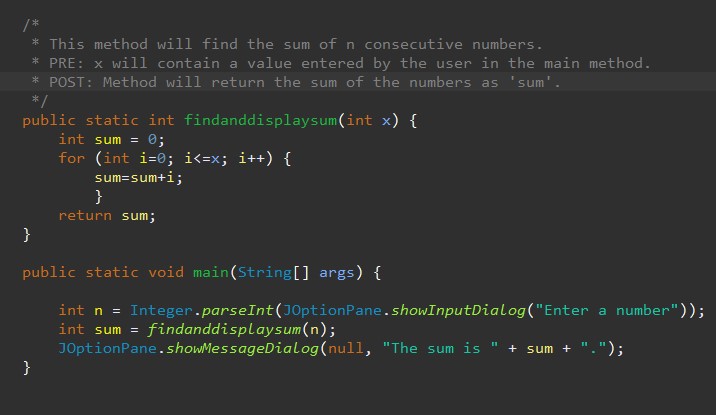 /*
 * This method will find the sum of n consecutive numbers.
 * PRE: x will contain a value entered by the user in the main method.
 * POST: Method will return the sum of the numbers as 'sum'.
 */
public static int findanddisplaysum(int x) {
    int sum = 0;
    for (int i=0; i<=x; i++) {
        sum=sum+i;
        }
    return sum;
}

public static void main(String[] args) {

    int n = Integer.parseInt(JOptionPane.showInputDialog("Enter a number"));
    int sum = findanddisplaysum(n);
    JOptionPane.showMessageDialog(null, "The sum is " + sum + ".");
}